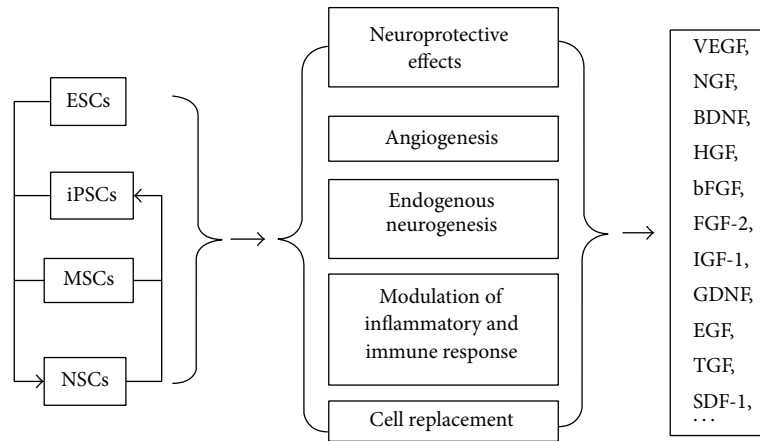 ESCs
iPSCs
MSCs
NSCs
Neuroprotective
effects
Angiogenesis
Endogenous
neurogenesis
Modulation of
inflammatory and
immune response
Cell replacement
VEGF,
NGF,
BDNF,
HGF,
bFGF,
FGF-2,
IGF-1,
GDNF,
EGF,
TGF,
SDF-1,
· · ·